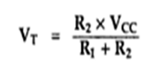 V_T = R_2 × V_CC / R_1 + R_2